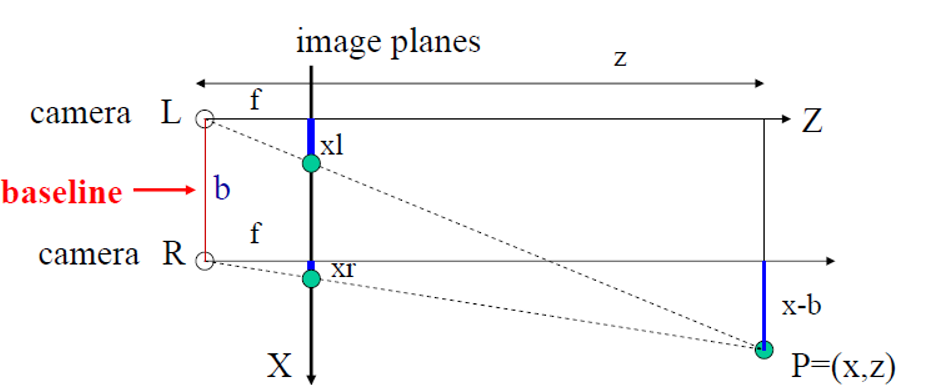 image planes
z
f
camera L
Z
xl
baseline
b
f
camera R
xr
x-b
X
P=(x,z)